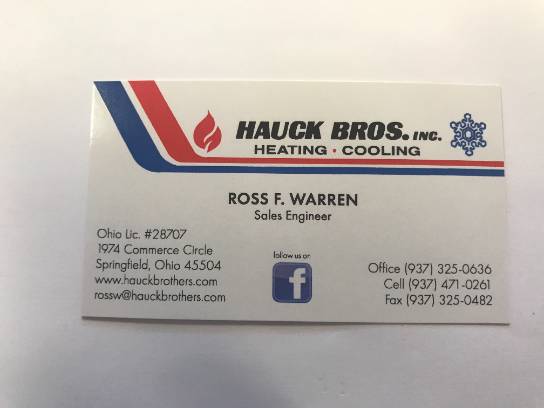 HAUCK BROS. INC.
HEATING · COOLING
ROSS F. WARREN
Sales Engineer
Ohio Lic. #28707
1974 Commerce Circle
Springfield, Ohio 45504
www.hauckbrothers.com
rossw@hauckbrothers.com
follow us on
f
Office (937) 325-0636
Cell (937) 471-0261
Fax (937) 325-0482